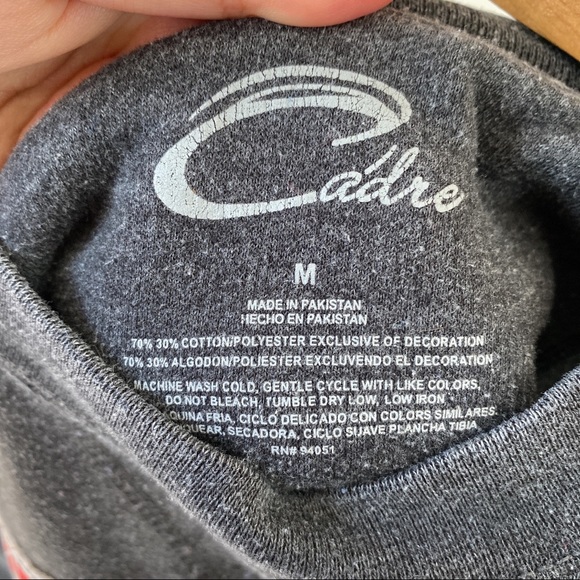 Cadre
M
MADE IN PAKISTAN
HECHO EN PAKISTAN
70% 30% COTTON/POLYESTER EXCLUSIVE OF DECORATION
70% 30% ALGODON/POLIESTER EXCLUVENDO EL DECORATION
MACHINE WASH COLD, GENTLE CYCLE WITH LIKE COLORS,
DO NOT BLEACH, TUMBLE DRY LOW, LOW IRON
FRIA, CICLO DELICADO CON COLORS SIMILARES
SECADORA, CICLO SUAVE PLANCHA TIBIA
RN# 94051